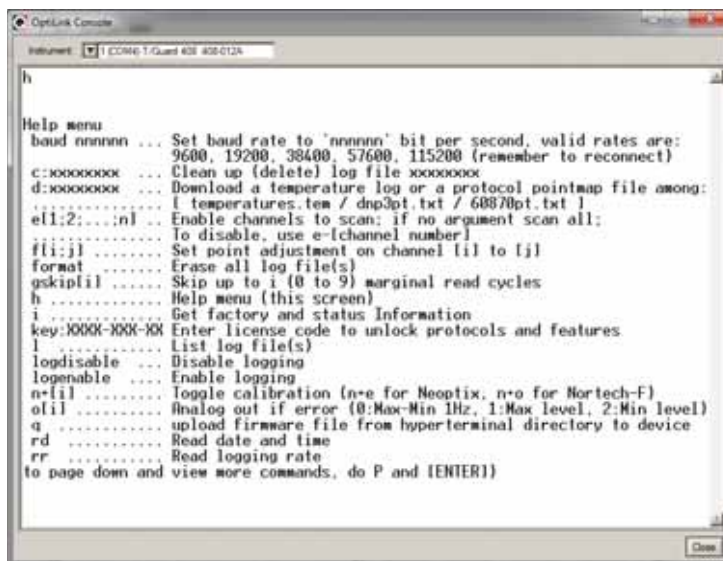 OptiLink Console
Instrument: 1 (COM4) T/Guard 408 408-012A
h
Help menu
baud nnnnnn ... Set baud rate to 'nnnnnn' bit per second, valid rates are:
9600, 19200, 38400, 57600, 115200 (remember to reconnect)
c:xxxxxxxx ... Clean up (delete) log file xxxxxxxx
d:xxxxxxxx ... Download a temperature log or a protocol pointmap file among:
.............. [ temperatures.tem / dnp3pt.txt / 60870pt.txt ]
e[1;2;...;n] .. Enable channels to scan; if no argument scan all;
.............. To disable, use e-[channel number]
f[i:j] ........ Set point adjustment on channel [i] to [j]
format ........ Erase all log file(s)
gskip[i] ...... Skip up to i (0 to 9) marginal read cycles
h ............. Help menu (this screen)
i ............. Get factory and status Information
key:XXXX-XXX-XX Enter license code to unlock protocols and features
l ............. List log file(s)
logdisable ... Disable logging
logenable .... Enable logging
n+[i] ......... Toggle calibration (n+e for Neoptix, n+o for Nortech-F)
o[i] .......... Analog out if error (0:Max-Min 1Hz, 1:Max level, 2:Min level)
q ............. upload firmware file from hyperterminal directory to device
rd ............ Read date and time
rr ............ Read logging rate
to page down and view more commands, do P and [ENTER])
Close